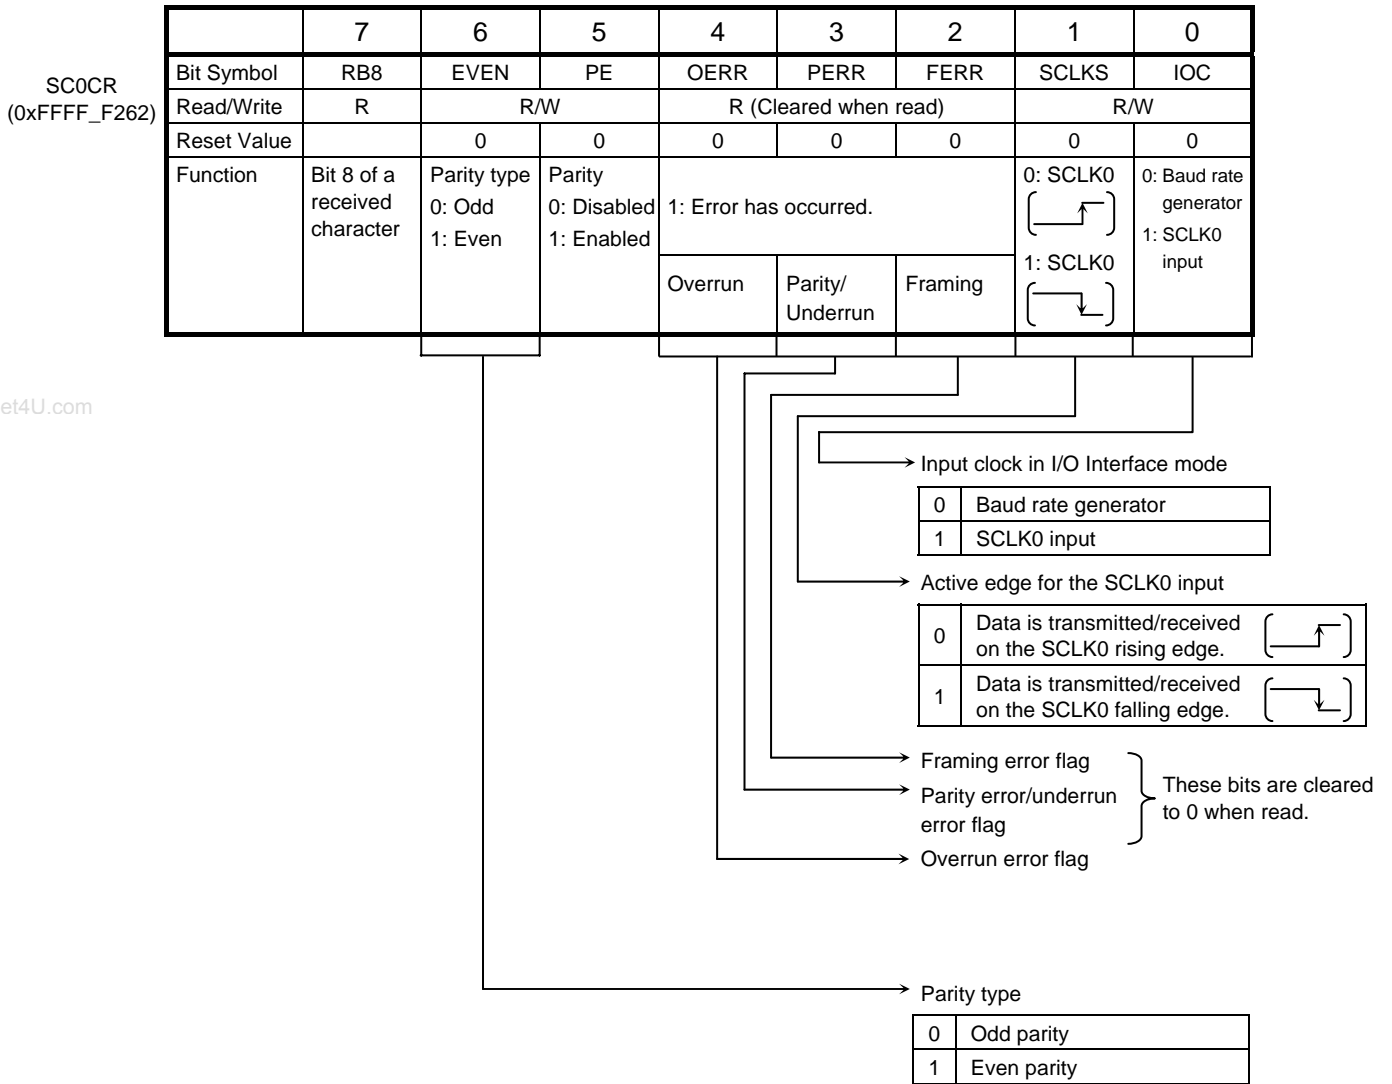 7 6 5 4 3 2 1 0
SC0CR
(0xFFFF_F262)
Bit Symbol RB8 EVEN PE OERR PERR FERR SCLKS IOC
Read/Write R R/W R (Cleared when read) R/W
Reset Value 0 0 0 0 0 0 0
Function
Bit 8 of a
received
character
Parity type
0: Odd
1: Even
Parity
0: Disabled
1: Enabled
1: Error has occurred.
Overrun
Parity/
Underrun
Framing
0: SCLK0
1: SCLK0
0: Baud rate
generator
1: SCLK0
input
et4U.com
Input clock in I/O Interface mode
0 Baud rate generator
1 SCLK0 input
Active edge for the SCLK0 input
0 Data is transmitted/received
on the SCLK0 rising edge.
1 Data is transmitted/received
on the SCLK0 falling edge.
Framing error flag
Parity error/underrun
error flag
Overrun error flag
These bits are cleared
to 0 when read.
Parity type
0 Odd parity
1 Even parity